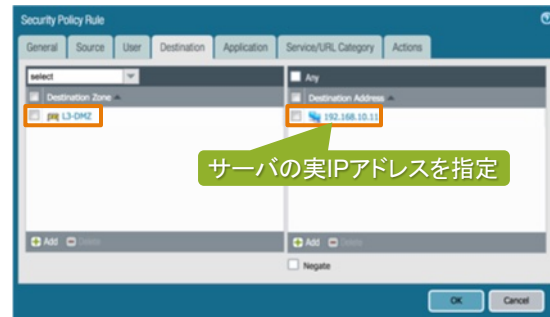 Security Policy Rule
General Source User Destination Application Service/URL Category Actions
select
Any
Destination Zone
Destination Address
L3-DMZ
192.168.10.11
サーバの実IPアドレスを指定
Add Delete
Add Delete
Negate
OK Cancel